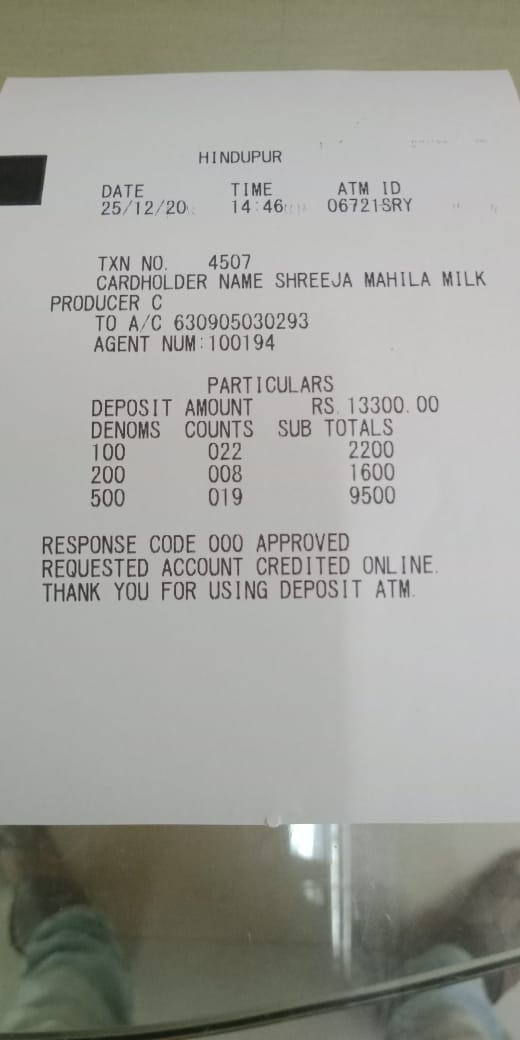 HINDUPUR
DATE TIME ATM ID
25/12/20 14:46 06721SRY
TXN NO. 4507
CARDHOLDER NAME SHREEJA MAHILA MILK
PRODUCER C
TO A/C 630905030293
AGENT NUM:100194
PARTICULARS
DEPOSIT AMOUNT RS. 13300.00
DENOMS COUNTS SUB TOTALS
100 022 2200
200 008 1600
500 019 9500
RESPONSE CODE 000 APPROVED
REQUESTED ACCOUNT CREDITED ONLINE.
THANK YOU FOR USING DEPOSIT ATM.